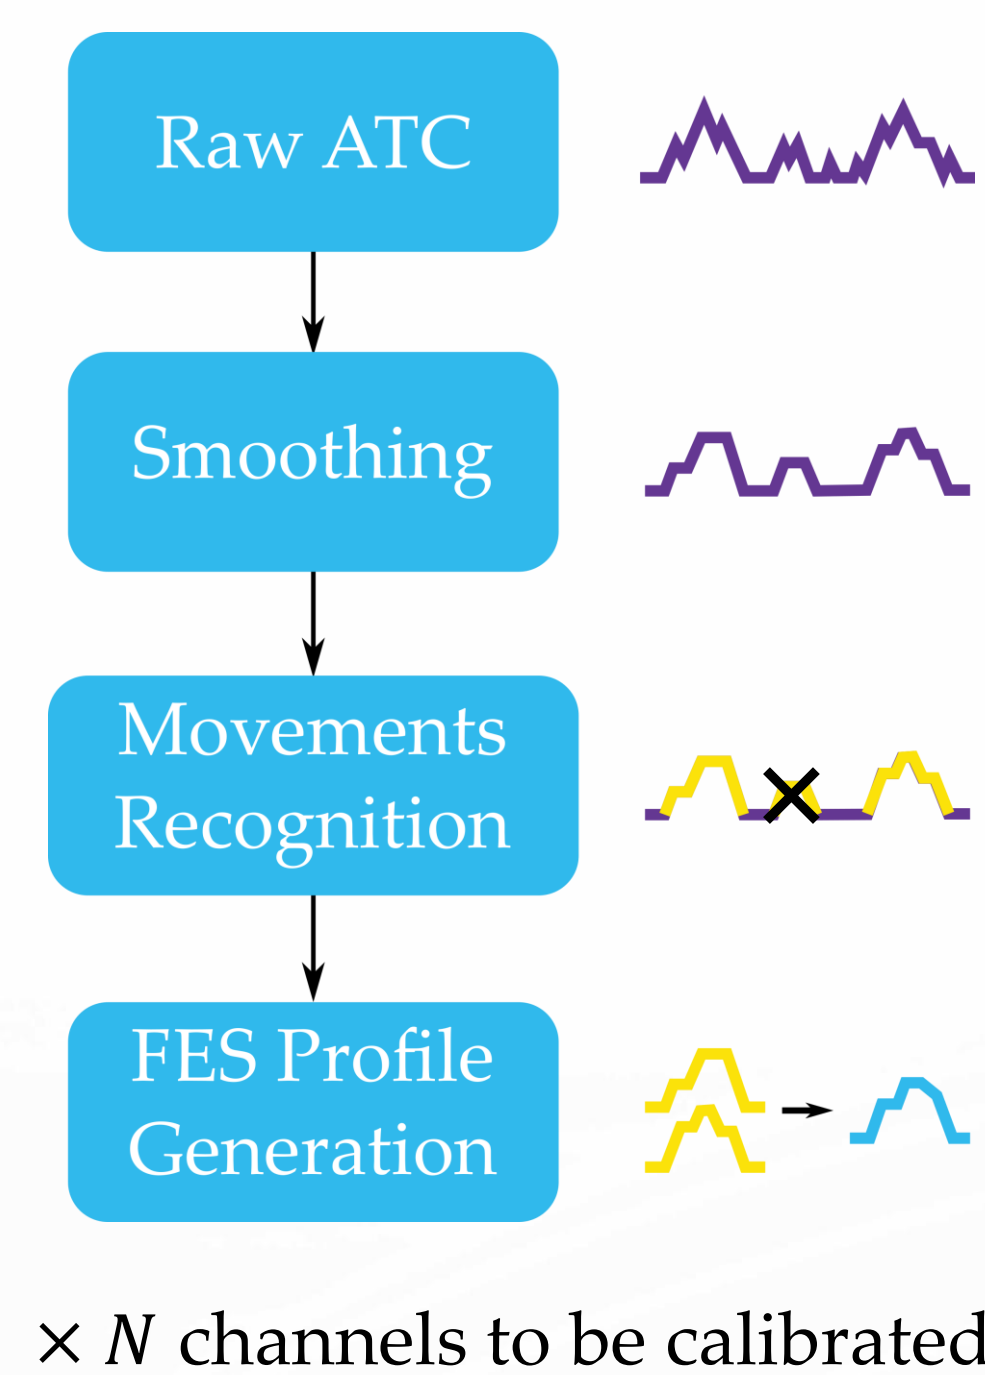 Raw ATC
Smoothing
Movements
Recognition
FES Profile
Generation
× N channels to be calibrated